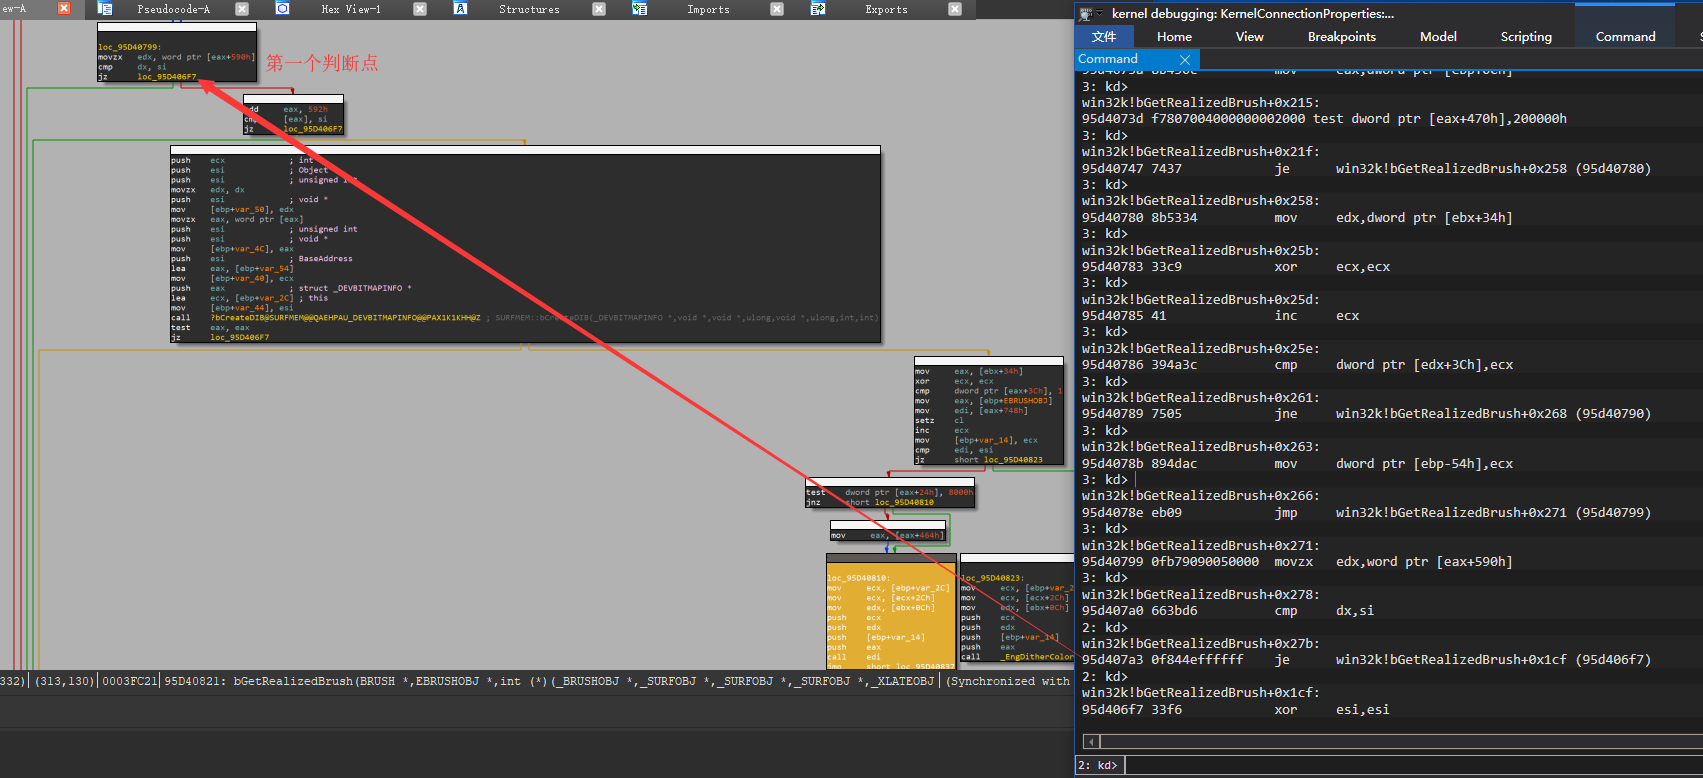 ew-A
Pseudocode-A
Hex View-1
Structures
Imports
Exports
loc_95D40799:
movzx edx, word ptr [eax+590h]
cmp dx, si
jz loc_95D406F7
第一个判断点
eax, 592h
[eax], si
jz loc_95D406F7
push ecx ; int
push esi ; Object
push esi ; unsigned int
movzx edx, dx
push esi ; void *
mov [ebp+var_50], edx
movzx eax, word ptr [eax]
push esi ; unsigned int
push esi ; void *
mov [ebp+var_4C], eax
push esi ; BaseAddress
lea eax, [ebp+var_54]
mov [ebp+var_40], ecx
push eax ; struct _DEVBITMAPINFO *
lea ecx, [ebp+var_2C] ; this
mov [ebp+var_44], esi
call ?bCreateDIB@SURFMEM@@QAEHPAU_DEVBITMAPINFO@@PAX1K1KHH@Z ; SURFMEM::bCreateDIB(_DEVBITMAPINFO *,void *,void *,ulong,void *,ulong,int,int)
test eax, eax
jz loc_95D406F7
mov eax, [ebx+34h]
xor ecx, ecx
cmp dword ptr [eax+3Ch], 1
mov eax, [ebp+EBRUSHOBJ]
mov edi, [eax+748h]
setz cl
inc ecx
mov [ebp+var_14], ecx
cmp edi, esi
jz short loc_95D40823
test dword ptr [eax+24h], 8000h
jnz short loc_95D40810
mov eax, [eax+464h]
loc_95D40810:
mov ecx, [ebp+var_2C]
mov ecx, [ecx+2Ch]
mov edx, [ebx+0Ch]
push ecx
push edx
push [ebp+var_14]
push eax
call edi
jmp short loc_95D40837
loc_95D40823:
mov ecx, [ebp+var_2
mov ecx, [ecx+2Ch]
mov edx, [ebx+0Ch]
push ecx
push edx
push [ebp+var_14]
push eax
call _EngDitherColor
332) (313,130) 0003FC21 95D40821: bGetRealizedBrush(BRUSH *,EBRUSHOBJ *,int (*)(_BRUSHOBJ *,_SURFOBJ *,_SURFOBJ *,_SURFOBJ *,_XLATEOBJ (Synchronized with
kernel debugging: KernelConnectionProperties:...
文件 Home View Breakpoints Model Scripting Command
Command
95d4073a 8b450c mov eax,dword ptr [ebp+0Ch]
3: kd>
win32k!bGetRealizedBrush+0x215:
95d4073d f7807004000000002000 test dword ptr [eax+470h],200000h
3: kd>
win32k!bGetRealizedBrush+0x21f:
95d40747 7437 je win32k!bGetRealizedBrush+0x258 (95d40780)
3: kd>
win32k!bGetRealizedBrush+0x258:
95d40780 8b5334 mov edx,dword ptr [ebx+34h]
3: kd>
win32k!bGetRealizedBrush+0x25b:
95d40783 33c9 xor ecx,ecx
3: kd>
win32k!bGetRealizedBrush+0x25d:
95d40785 41 inc ecx
3: kd>
win32k!bGetRealizedBrush+0x25e:
95d40786 394a3c cmp dword ptr [edx+3Ch],ecx
3: kd>
win32k!bGetRealizedBrush+0x261:
95d40789 7505 jne win32k!bGetRealizedBrush+0x268 (95d40790)
3: kd>
win32k!bGetRealizedBrush+0x263:
95d4078b 894dac mov dword ptr [ebp-54h],ecx
3: kd>
win32k!bGetRealizedBrush+0x266:
95d4078e eb09 jmp win32k!bGetRealizedBrush+0x271 (95d40799)
3: kd>
win32k!bGetRealizedBrush+0x271:
95d40799 0fb79090050000 movzx edx,word ptr [eax+590h]
3: kd>
win32k!bGetRealizedBrush+0x278:
95d407a0 663bd6 cmp dx,si
2: kd>
win32k!bGetRealizedBrush+0x27b:
95d407a3 0f844effffff je win32k!bGetRealizedBrush+0x1cf (95d406f7)
2: kd>
win32k!bGetRealizedBrush+0x1cf:
95d406f7 33f6 xor esi,esi
2: kd>